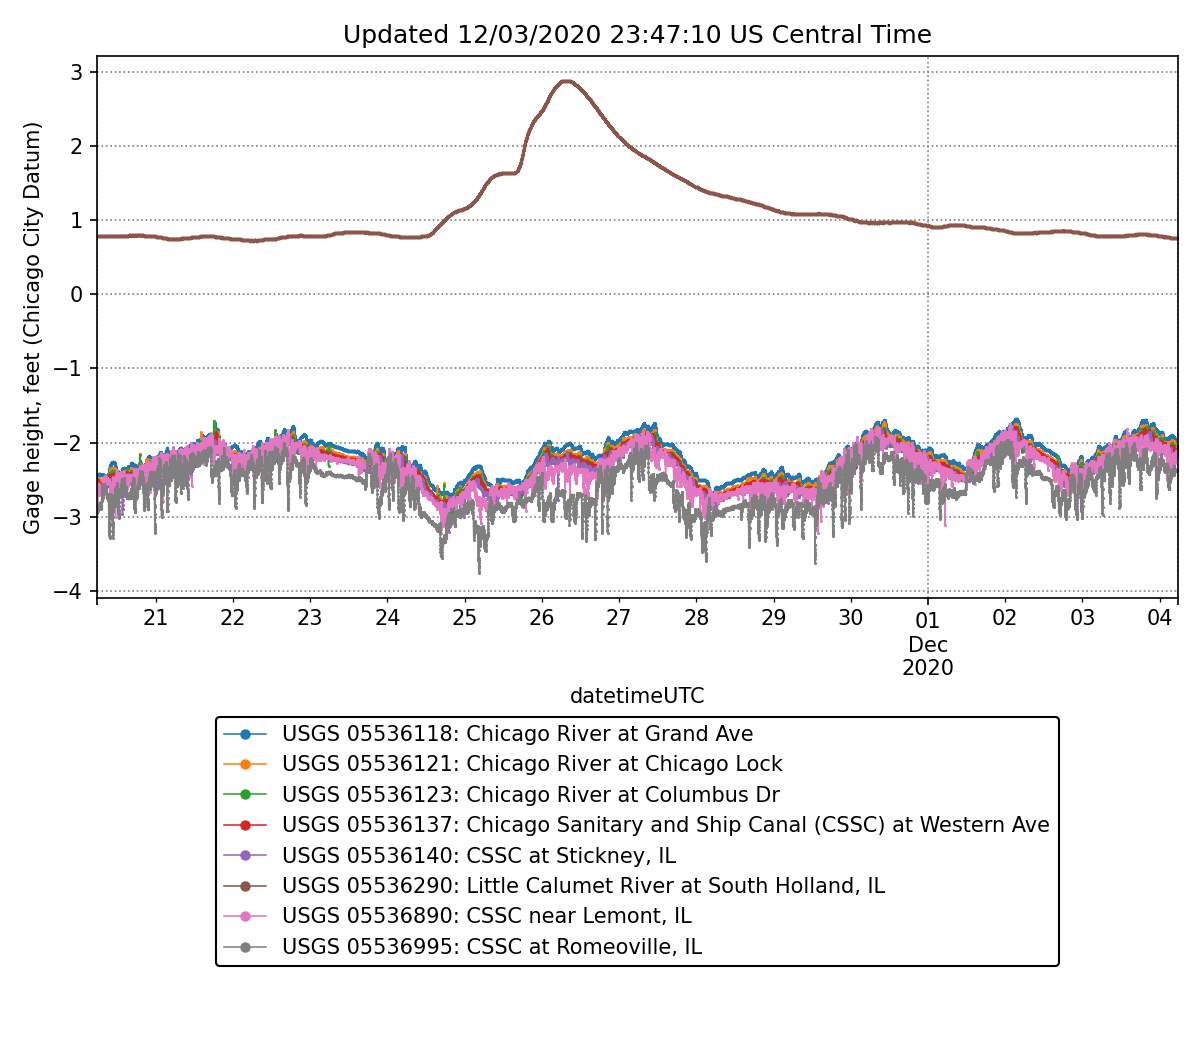 Updated 12/03/2020 23:47:10 US Central Time
Gage height, feet (Chicago City Datum)
3
2
1
0
−1
−2
−3
−4
21 22 23 24 25 26 27 28 29 30 01 02 03 04
Dec
2020
datetimeUTC
USGS 05536118: Chicago River at Grand Ave
USGS 05536121: Chicago River at Chicago Lock
USGS 05536123: Chicago River at Columbus Dr
USGS 05536137: Chicago Sanitary and Ship Canal (CSSC) at Western Ave
USGS 05536140: CSSC at Stickney, IL
USGS 05536290: Little Calumet River at South Holland, IL
USGS 05536890: CSSC near Lemont, IL
USGS 05536995: CSSC at Romeoville, IL